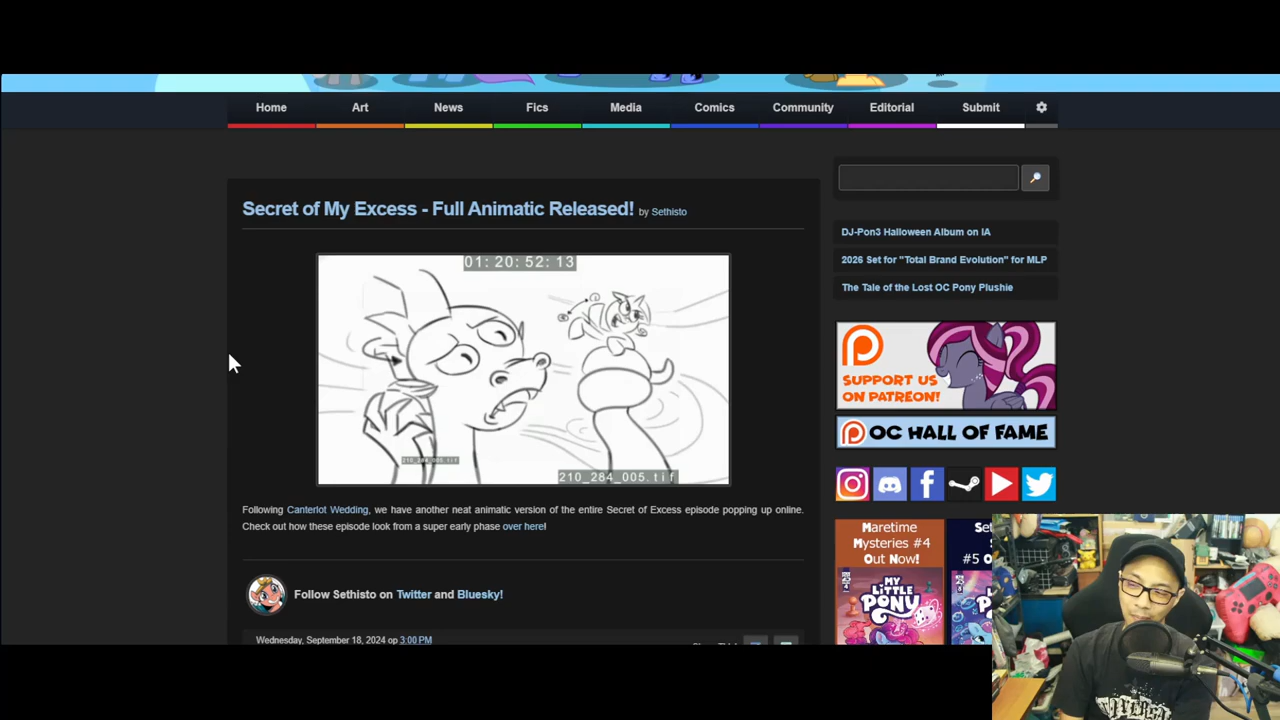 Home Art News Fics Media Comics Community Editorial Submit
Secret of My Excess - Full Animatic Released! by Sethisto
01:20:52:13
210_284_005.tif
210_284_005.tif
Following Canterlot Wedding, we have another neat animatic version of the entire Secret of Excess episode popping up online.
Check out how these episode look from a super early phase over here!
Follow Sethisto on Twitter and Bluesky!
Wednesday, September 18, 2024 op 3:00 PM
DJ-Pon3 Halloween Album on IA
2026 Set for "Total Brand Evolution" for MLP
The Tale of the Lost OC Pony Plushie
SUPPORT US
ON PATREON!
OC HALL OF FAME
Maretime
Mysteries #4
Out Now!
MY
LITTLE
PONY
Set
#5 O